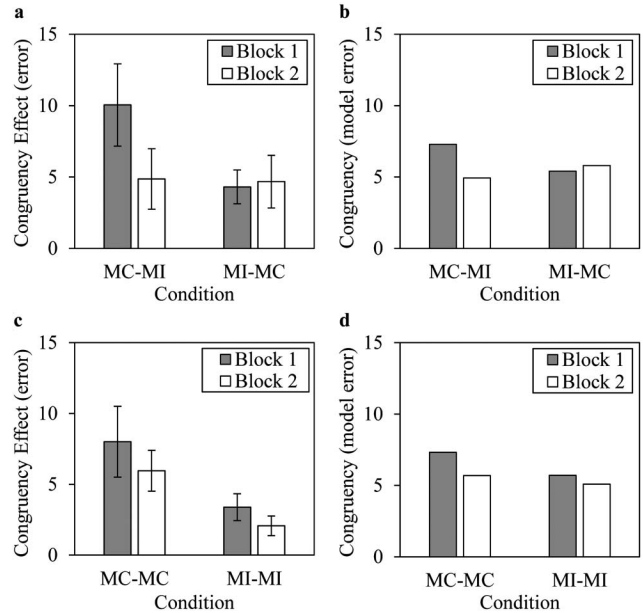 a
Congruency Effect (error)
15
10
5
0
Block 1
Block 2
MC-MI MI-MC
Condition
b
Congruency (model error)
15
10
5
0
Block 1
Block 2
MC-MI MI-MC
Condition
c
Congruency Effect (error)
15
10
5
0
Block 1
Block 2
MC-MC MI-MI
Condition
d
Congruency (model error)
15
10
5
0
Block 1
Block 2
MC-MC MI-MI
Condition